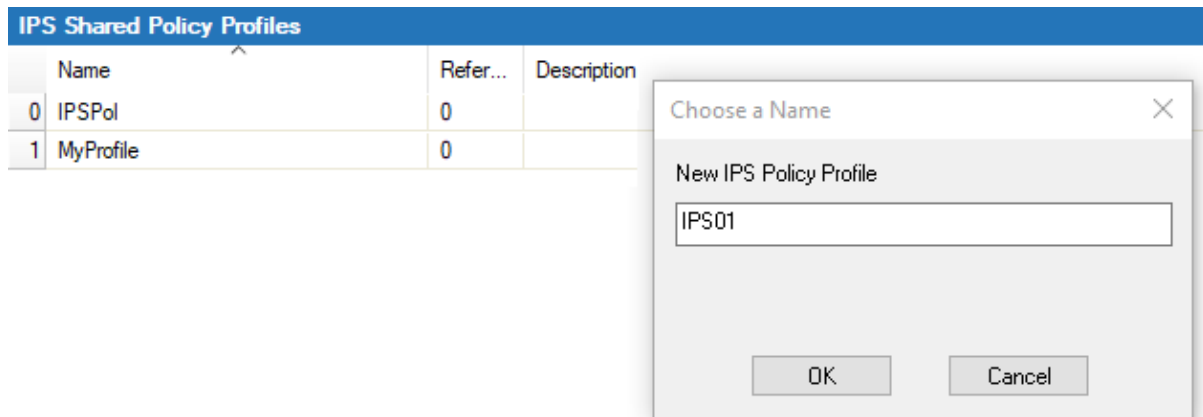 IPS Shared Policy Profiles
Name Refer... Description
0 IPSPol 0
1 MyProfile 0
Choose a Name
New IPS Policy Profile
IPS01
OK Cancel